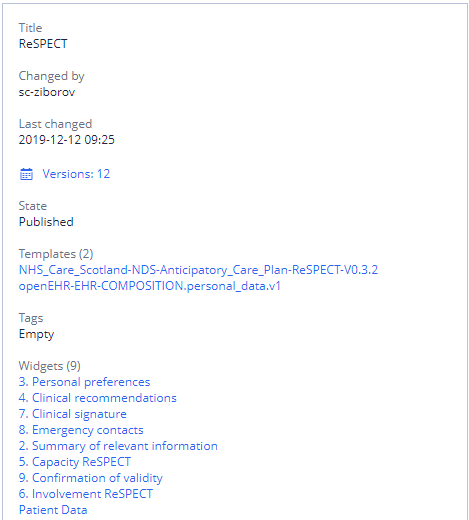 Title
ReSPECT
Changed by
sc-ziborov
Last changed
2019-12-12 09:25
Versions: 12
State
Published
Templates (2)
NHS_Care_Scotland-NDS-Anticipatory_Care_Plan-ReSPECT-V0.3.2
openEHR-EHR-COMPOSITION.personal_data.v1
Tags
Empty
Widgets (9)
3. Personal preferences
4. Clinical recommendations
7. Clinical signature
8. Emergency contacts
2. Summary of relevant information
5. Capacity ReSPECT
9. Confirmation of validity
6. Involvement ReSPECT
Patient Data